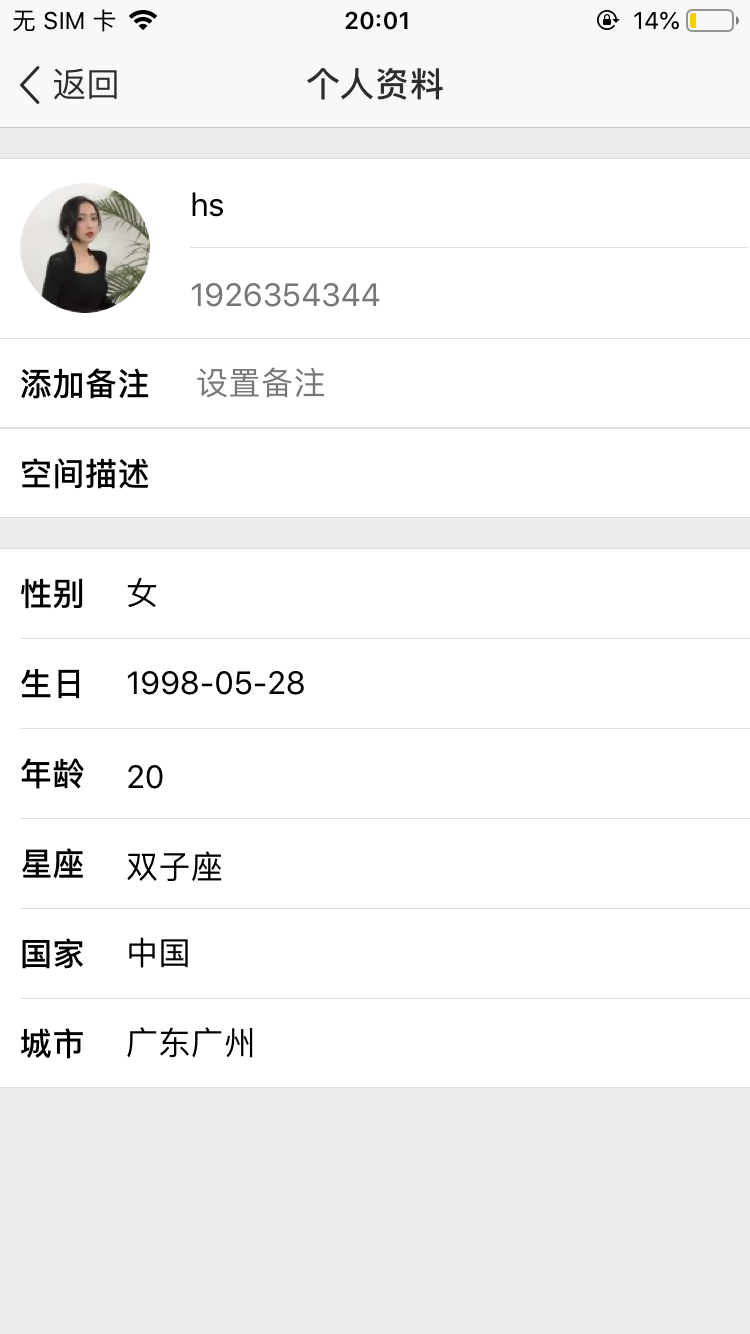 无 SIM 卡 20:01 14%
返回 个人资料
hs
1926354344
添加备注 设置备注
空间描述
性别 女
生日 1998-05-28
年龄 20
星座 双子座
国家 中国
城市 广东广州